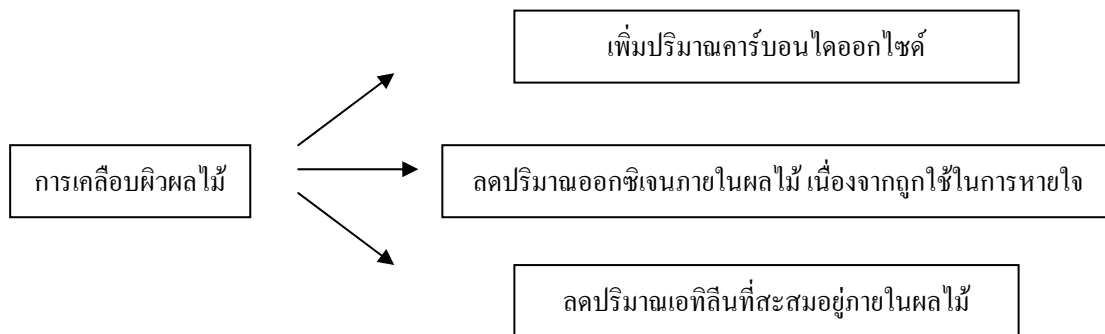 เพิ่มปริมาณคาร์บอนไดออกไซด์
การเคลือบผิวผลไม้
ลดปริมาณออกซิเจนภายในผลไม้ เนื่องจากถูกใช้ในการหายใจ
ลดปริมาณเอทิลีนที่สะสมอยู่ภายในผลไม้